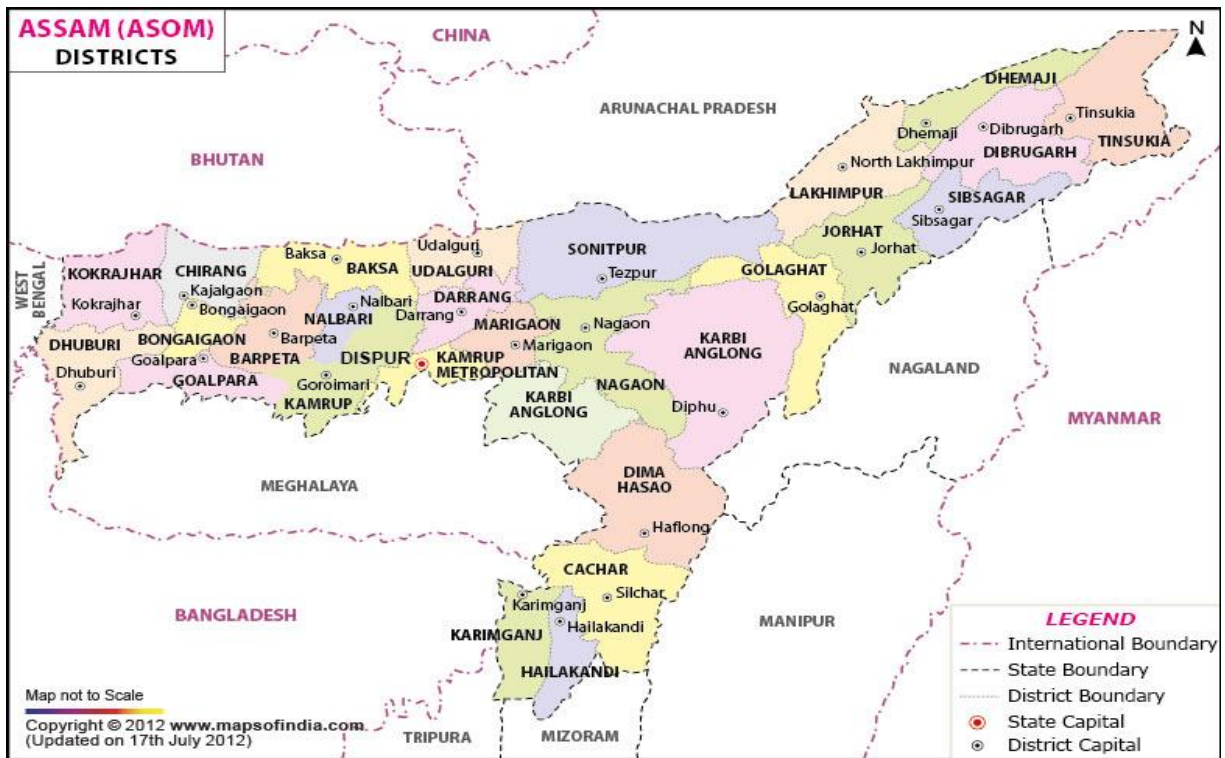 ASSAM (ASOM)
DISTRICTS
CHINA
N
ARUNACHAL PRADESH
BHUTAN
DHEMAJI
Dhemaji
Dibrugarh
Tinsukia
DIBRUGARH
TINSUKIA
North Lakhimpur
LAKHIMPUR
SIBSAGAR
Sibsagar
JORHAT
Jorhat
WEST
BENGAL
KOKRAJHAR
Kokrajhar
CHIRANG
Kajalgaon
Bongaigaon
BONGAIGAON
Baksa
BAKSA
Udalguri
UDALGURI
SONITPUR
Tezpur
GOLAGHAT
Golaghat
DHUBURI
Dhuburi
Goalpara
GOALPARA
Barpeta
BARPETA
Nalbari
NALBARI
DARRANG
Darrang
DISPUR
Goroimari
KAMRUP
MARIGAON
Marigaon
KAMRUP
METROPOLITAN
Nagaon
NAGAON
KARBI
ANGLONG
KARBI
ANGLONG
Diphu
NAGALAND
MYANMAR
MEGHALAYA
DIMA
HASAO
Haflong
CACHAR
Silchar
Karimganj
KARIMGANJ
Hailakandi
HAILAKANDI
BANGLADESH
MANIPUR
TRIPURA
MIZORAM
LEGEND
International Boundary
State Boundary
District Boundary
State Capital
District Capital
Map not to Scale
Copyright © 2012 www.mapsofindia.com
(Updated on 17th July 2012)